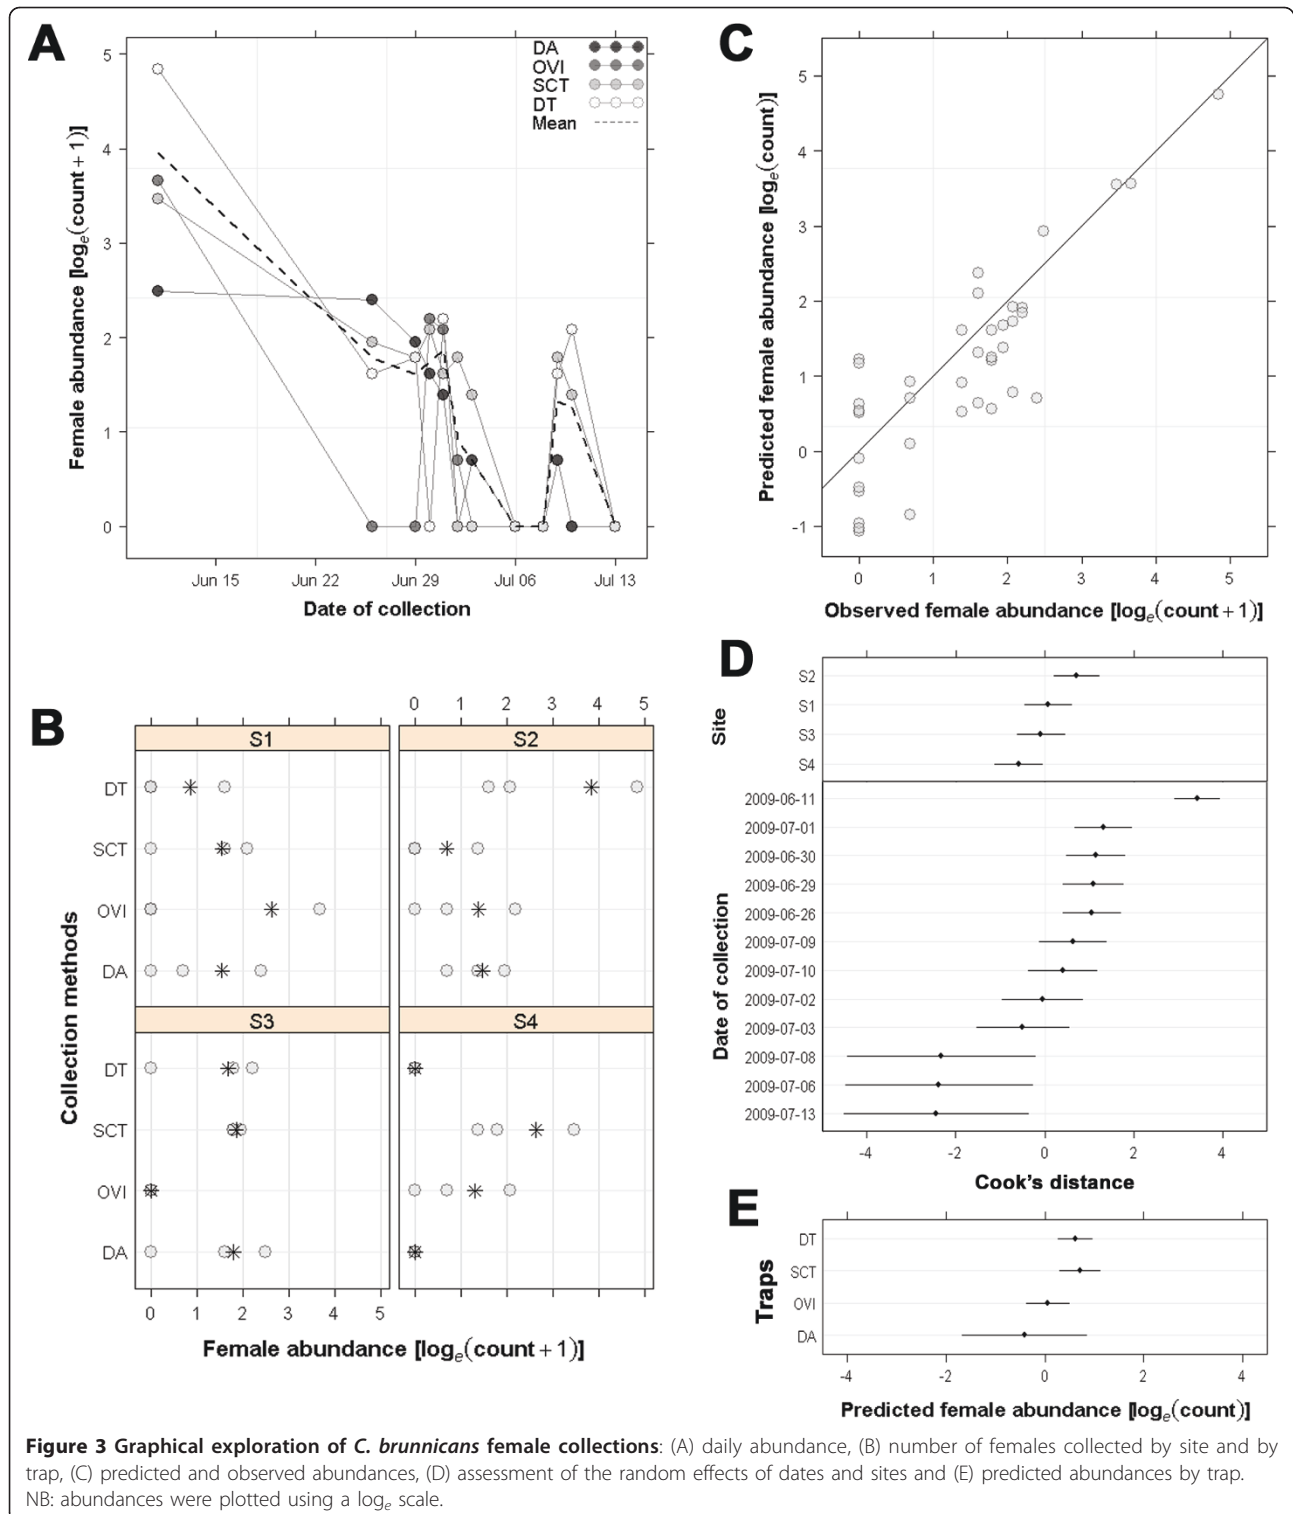 A
DA
OVI
SCT
DT
Mean
5
4
3
2
1
0
Female abundance [logₑ(count + 1)]
Jun 15 Jun 22 Jun 29 Jul 06 Jul 13
Date of collection
B
0 1 2 3 4 5
S1 S2
DT
SCT
OVI
DA
S3 S4
DT
SCT
OVI
DA
0 1 2 3 4 5
Collection methods
Female abundance [logₑ(count + 1)]
C
5
4
3
2
1
0
-1
Predicted female abundance [logₑ(count)]
0 1 2 3 4 5
Observed female abundance [logₑ(count + 1)]
D
Site
S2
S1
S3
S4
Date of collection
2009-06-11
2009-07-01
2009-06-30
2009-06-29
2009-06-26
2009-07-09
2009-07-10
2009-07-02
2009-07-03
2009-07-08
2009-07-06
2009-07-13
-4 -2 0 2 4
Cook's distance
E
Traps
DT
SCT
OVI
DA
-4 -2 0 2 4
Predicted female abundance [logₑ(count)]
Figure 3 Graphical exploration of C. brunnicans female collections: (A) daily abundance, (B) number of females collected by site and by
trap, (C) predicted and observed abundances, (D) assessment of the random effects of dates and sites and (E) predicted abundances by trap.
NB: abundances were plotted using a logₑ scale.